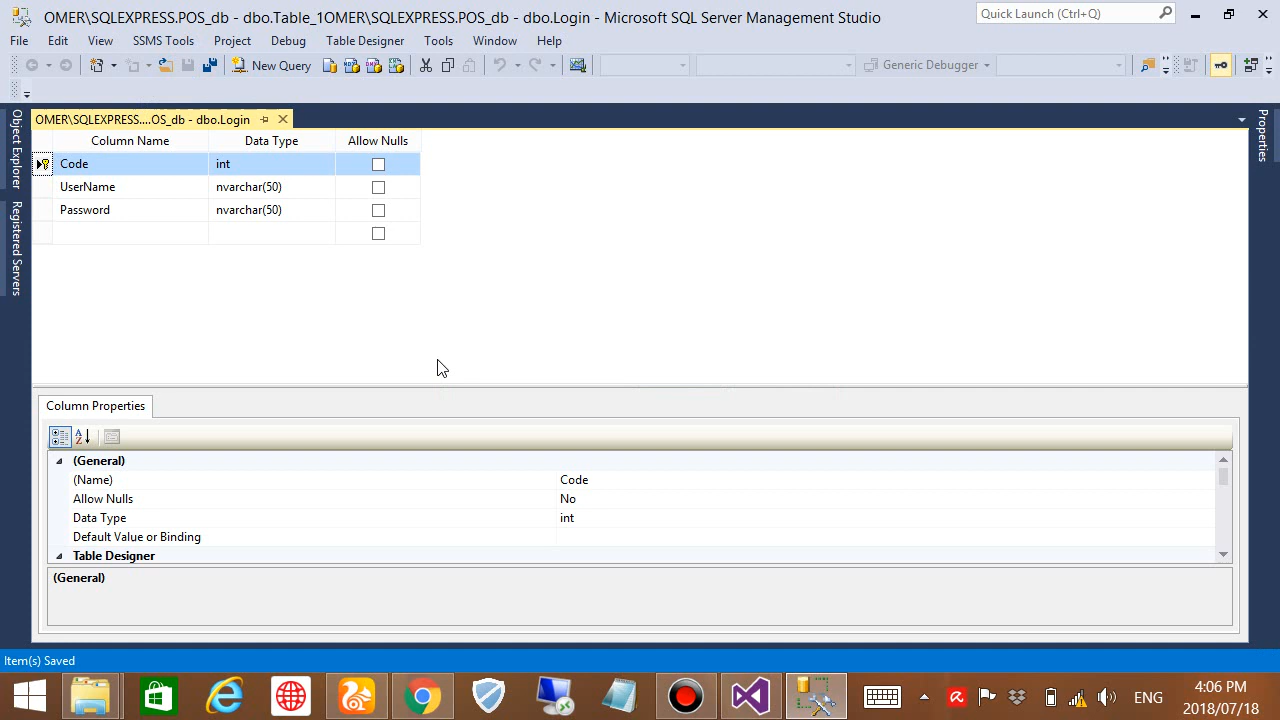 OMER\SQLEXPRESS.POS_db - dbo.Table_1OMER\SQLEXPRESS.POS_db - dbo.Login - Microsoft SQL Server Management Studio
Quick Launch (Ctrl+Q)
File Edit View SSMS Tools Project Debug Table Designer Tools Window Help
New Query
Generic Debugger
OMER\SQLEXPRESS....OS_db - dbo.Login
Object Explorer
Registered Servers
Properties
Column Name Data Type Allow Nulls
Code int
UserName nvarchar(50)
Password nvarchar(50)
Column Properties
(General)
(Name) Code
Allow Nulls No
Data Type int
Default Value or Binding
Table Designer
(General)
Item(s) Saved
ENG
4:06 PM
2018/07/18